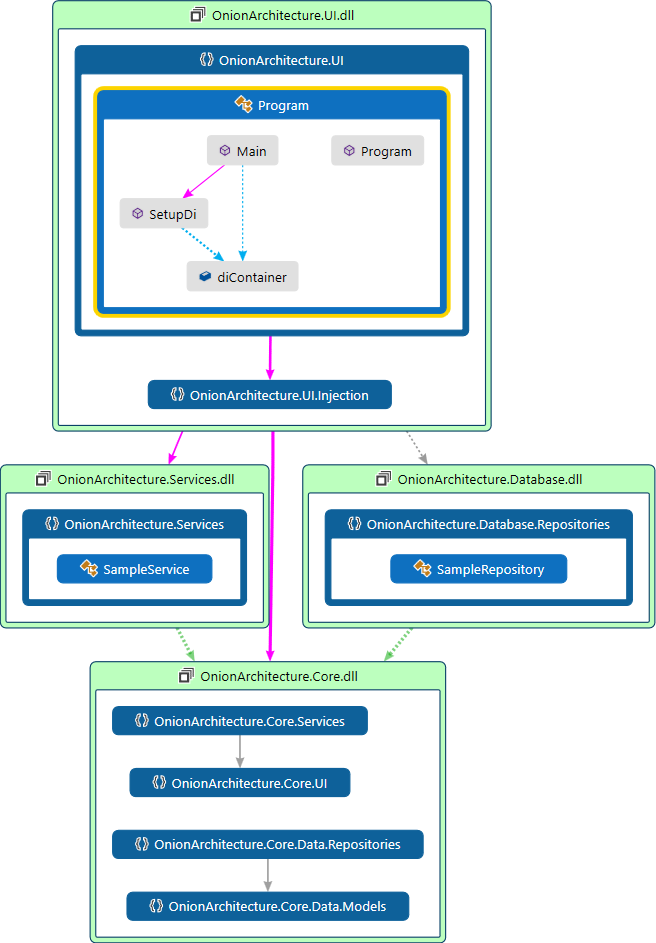 OnionArchitecture.UI.dll
OnionArchitecture.UI
Program
Main
Program
SetupDi
diContainer
OnionArchitecture.UI.Injection
OnionArchitecture.Services.dll
OnionArchitecture.Database.dll
OnionArchitecture.Services
OnionArchitecture.Database.Repositories
SampleService
SampleRepository
OnionArchitecture.Core.dll
OnionArchitecture.Core.Services
OnionArchitecture.Core.UI
OnionArchitecture.Core.Data.Repositories
OnionArchitecture.Core.Data.Models